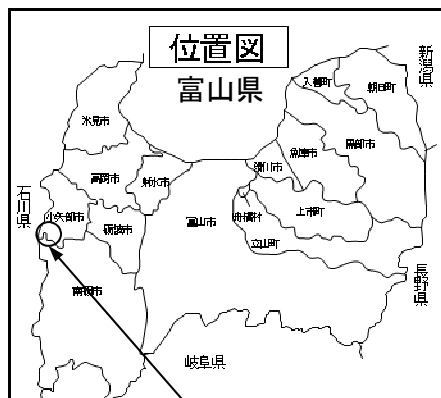 位置図
富山県
新潟県
入善町
朝日町
氷見市
黒部市
魚津市
高岡市
射水市
滑川市
石川県
小矢部市
砺波市
富山市
舟橋村
上市町
立山町
長野県
南砺市
岐阜県